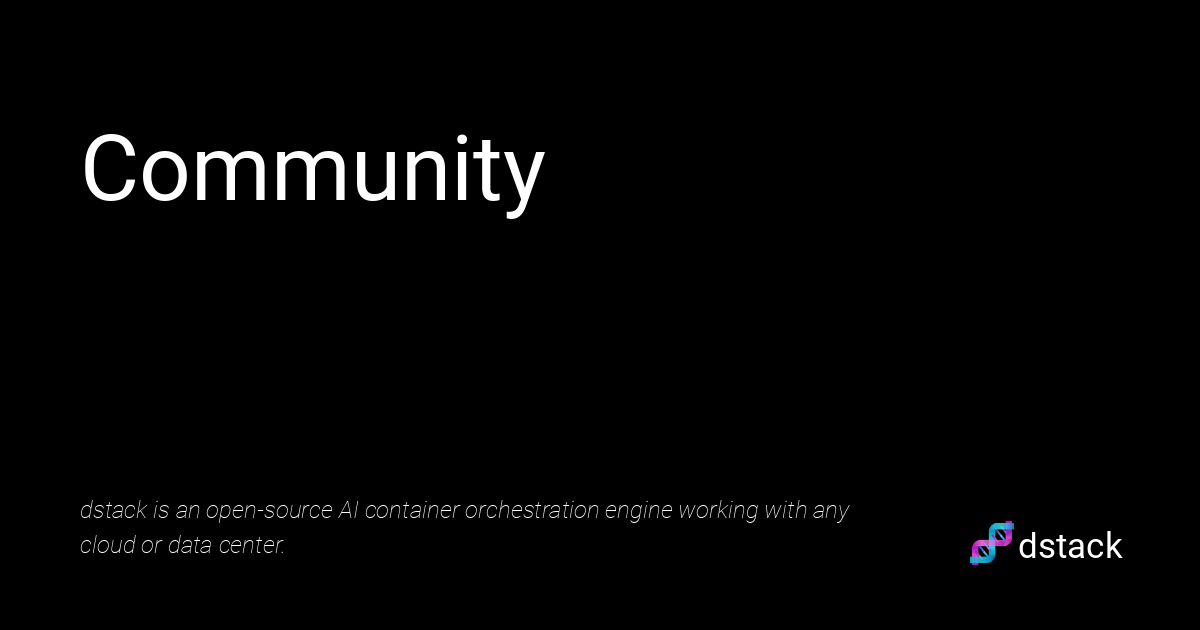 Community
dstack is an open-source AI container orchestration engine working with any
cloud or data center.
dstack